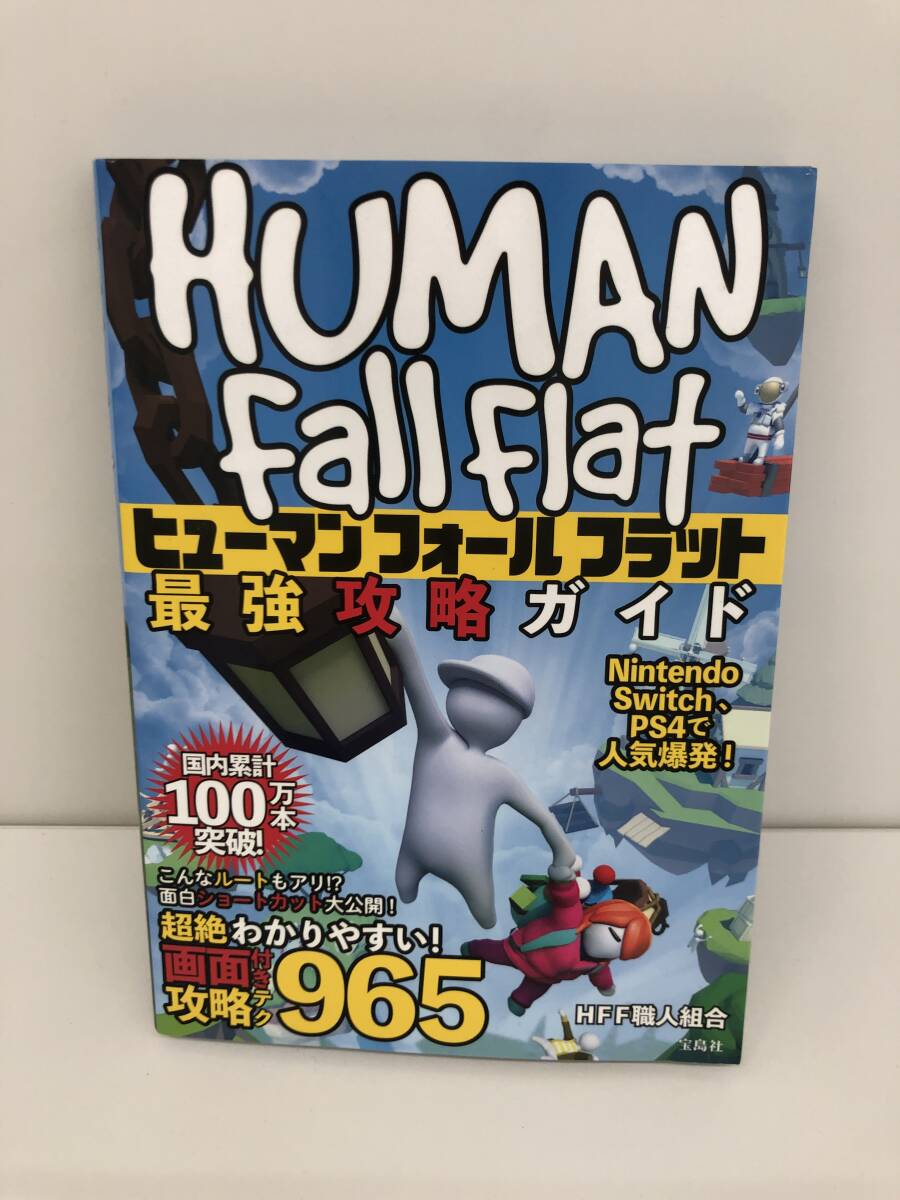 HUMAN
fall flat
ヒューマン フォール フラット
最強攻略ガイド
Nintendo
Switch、
PS4で
人気爆発！
国内累計
100万本
突破！
こんなルートもアリ!?
面白ショートカット大公開！
超絶わかりやすい！
画面付き
攻略テク
965
HFF職人組合
宝島社